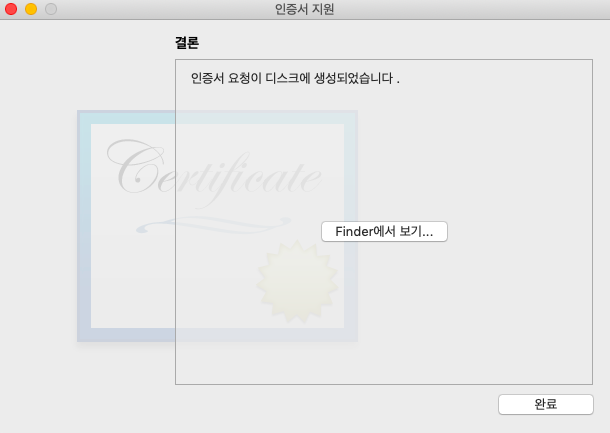 인증서 지원
결론
인증서 요청이 디스크에 생성되었습니다 .
Certificate
Finder에서 보기...
완료